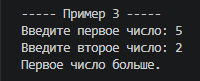 ----- Пример 3 -----
Введите первое число: 5
Введите второе число: 2
Первое число больше.